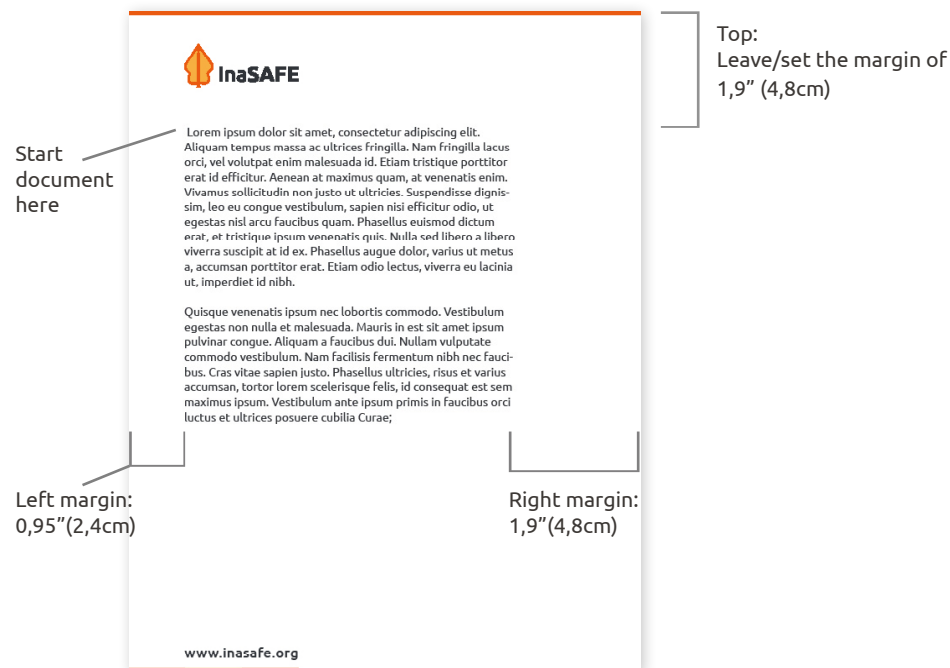 Top:
Leave/set the margin of
1,9” (4,8cm)
InaSAFE
Start
document
here
Lorem ipsum dolor sit amet, consectetur adipiscing elit.
Aliquam tempus massa ac ultrices fringilla. Nam fringilla lacus
orci, vel volutpat enim malesuada id. Etiam tristique porttitor
erat id efficitur. Aenean at maximus quam, at venenatis enim.
Vivamus sollicitudin non justo ut ultricies. Suspendisse dignis-
sim, leo eu congue vestibulum, sapien nisi efficitur odio, ut
egestas nisl arcu faucibus quam. Phasellus euismod dictum
erat, et tristique ipsum venenatis quis. Nulla sed libero a libero
viverra suscipit at id ex. Phasellus augue dolor, varius ut metus
a, accumsan porttitor erat. Etiam odio lectus, viverra eu lacinia
ut, imperdiet id nibh.
Quisque venenatis ipsum nec lobortis commodo. Vestibulum
egestas non nulla et malesuada. Mauris in est sit amet ipsum
pulvinar congue. Aliquam a faucibus dui. Nullam vulputate
commodo vestibulum. Nam facilisis fermentum nibh nec fauci-
bus. Cras vitae sapien justo. Phasellus ultricies, risus et varius
accumsan, tortor lorem scelerisque felis, id consequat est sem
maximus ipsum. Vestibulum ante ipsum primis in faucibus orci
luctus et ultrices posuere cubilia Curae;
Left margin:
0,95”(2,4cm)
Right margin:
1,9”(4,8cm)
www.inasafe.org